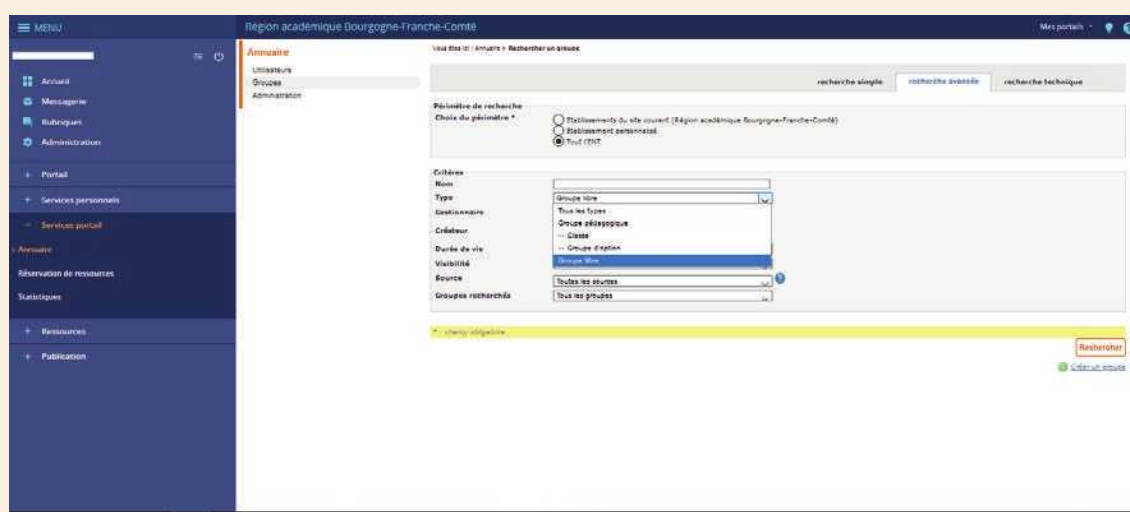 MENU
Région académique Bourgogne-Franche-Comté
Mes portails
Accueil
Messagerie
Rubriques
Administration
+ Portail
+ Services personnels
— Services portail
Annuaire
Réservation de ressources
Statistiques
+ Ressources
+ Publication
Annuaire
Utilisateurs
Groupes
Administration
Vous êtes ici : Annuaire > Rechercher un groupe
recherche simple
recherche avancée
recherche technique
Périmètre de recherche
Choix du périmètre *
Etablissements du site courant (Région académique Bourgogne-Franche-Comté)
Etablissement personnalisé
Tout l'ENT
Critères
Nom
Type
Groupe libre
Tous les types
Groupe pédagogique
-- Classe
-- Groupe d'option
Groupe libre
Gestionnaire
Créateur
Durée de vie
Visibilité
Source
Toutes les sources
Groupes recherchés
Tous les groupes
* : champ obligatoire
Rechercher
Créer un groupe